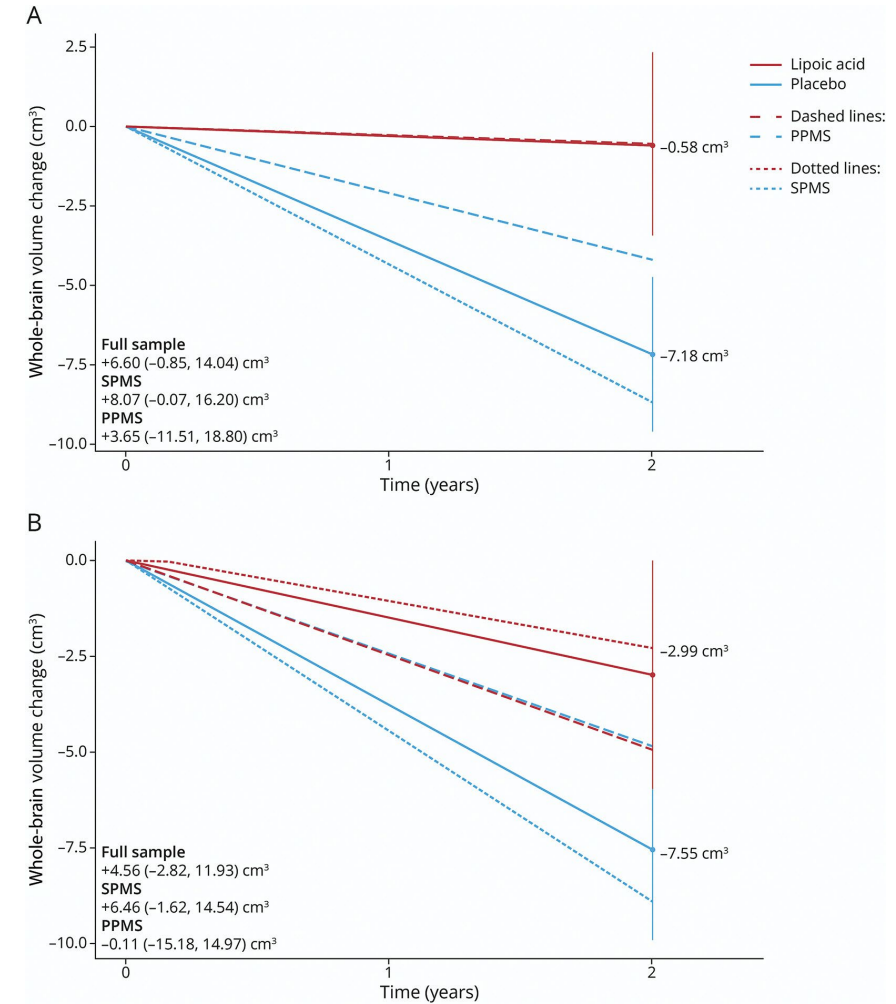 A
Whole-brain volume change (cm³)
2.5
0.0
–2.5
–5.0
–7.5
–10.0
Lipoic acid
Placebo
Dashed lines:
PPMS
Dotted lines:
SPMS
–0.58 cm³
–7.18 cm³
Full sample
+6.60 (–0.85, 14.04) cm³
SPMS
+8.07 (–0.07, 16.20) cm³
PPMS
+3.65 (–11.51, 18.80) cm³
0 1 2
Time (years)
B
Whole-brain volume change (cm³)
0.0
–2.5
–5.0
–7.5
–10.0
–2.99 cm³
–7.55 cm³
Full sample
+4.56 (–2.82, 11.93) cm³
SPMS
+6.46 (–1.62, 14.54) cm³
PPMS
–0.11 (–15.18, 14.97) cm³
0 1 2
Time (years)